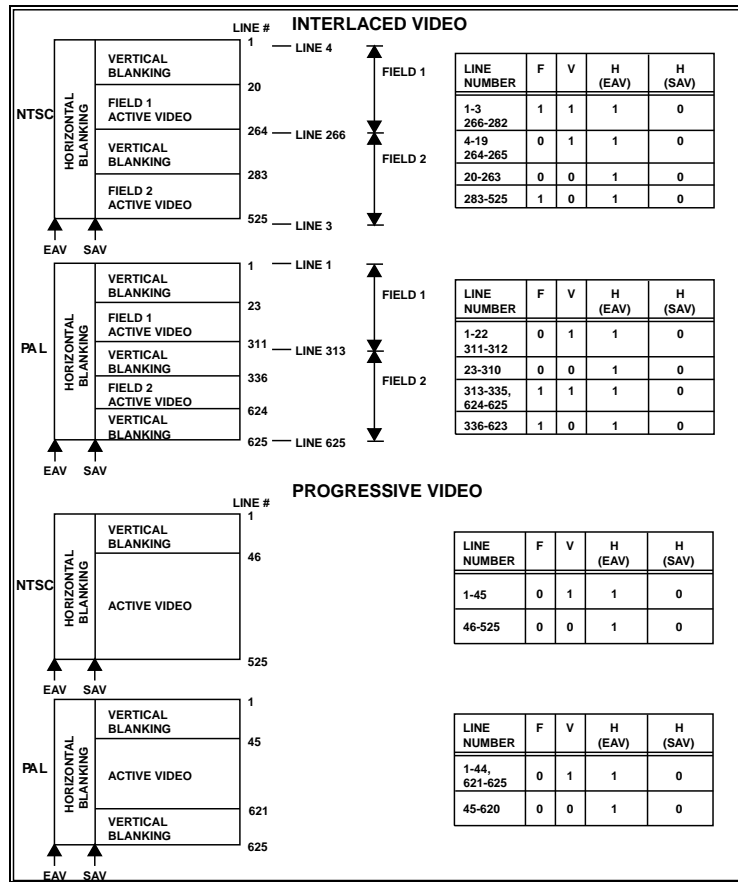 INTERLACED VIDEO
LINE #
NTSC
HORIZONTAL
BLANKING
VERTICAL
BLANKING
FIELD 1
ACTIVE VIDEO
VERTICAL
BLANKING
FIELD 2
ACTIVE VIDEO
1
20
264
283
525
LINE 4
LINE 266
LINE 3
FIELD 1
FIELD 2
EAV SAV
LINE NUMBER F V H (EAV) H (SAV)
1-3 266-282 1 1 1 0
4-19 264-265 0 1 1 0
20-263 0 0 1 0
283-525 1 0 1 0
PAL
HORIZONTAL
BLANKING
VERTICAL
BLANKING
FIELD 1
ACTIVE VIDEO
VERTICAL
BLANKING
FIELD 2
ACTIVE VIDEO
VERTICAL
BLANKING
1
23
311
336
624
625
LINE 1
LINE 313
LINE 625
FIELD 1
FIELD 2
EAV SAV
LINE NUMBER F V H (EAV) H (SAV)
1-22 311-312 0 1 1 0
23-310 0 0 1 0
313-335, 624-625 1 1 1 0
336-623 1 0 1 0
PROGRESSIVE VIDEO
LINE #
NTSC
HORIZONTAL
BLANKING
VERTICAL
BLANKING
ACTIVE VIDEO
1
46
525
EAV SAV
LINE NUMBER F V H (EAV) H (SAV)
1-45 0 1 1 0
46-525 0 0 1 0
PAL
HORIZONTAL
BLANKING
VERTICAL
BLANKING
ACTIVE VIDEO
VERTICAL
BLANKING
1
45
621
625
EAV SAV
LINE NUMBER F V H (EAV) H (SAV)
1-44, 621-625 0 1 1 0
45-620 0 0 1 0